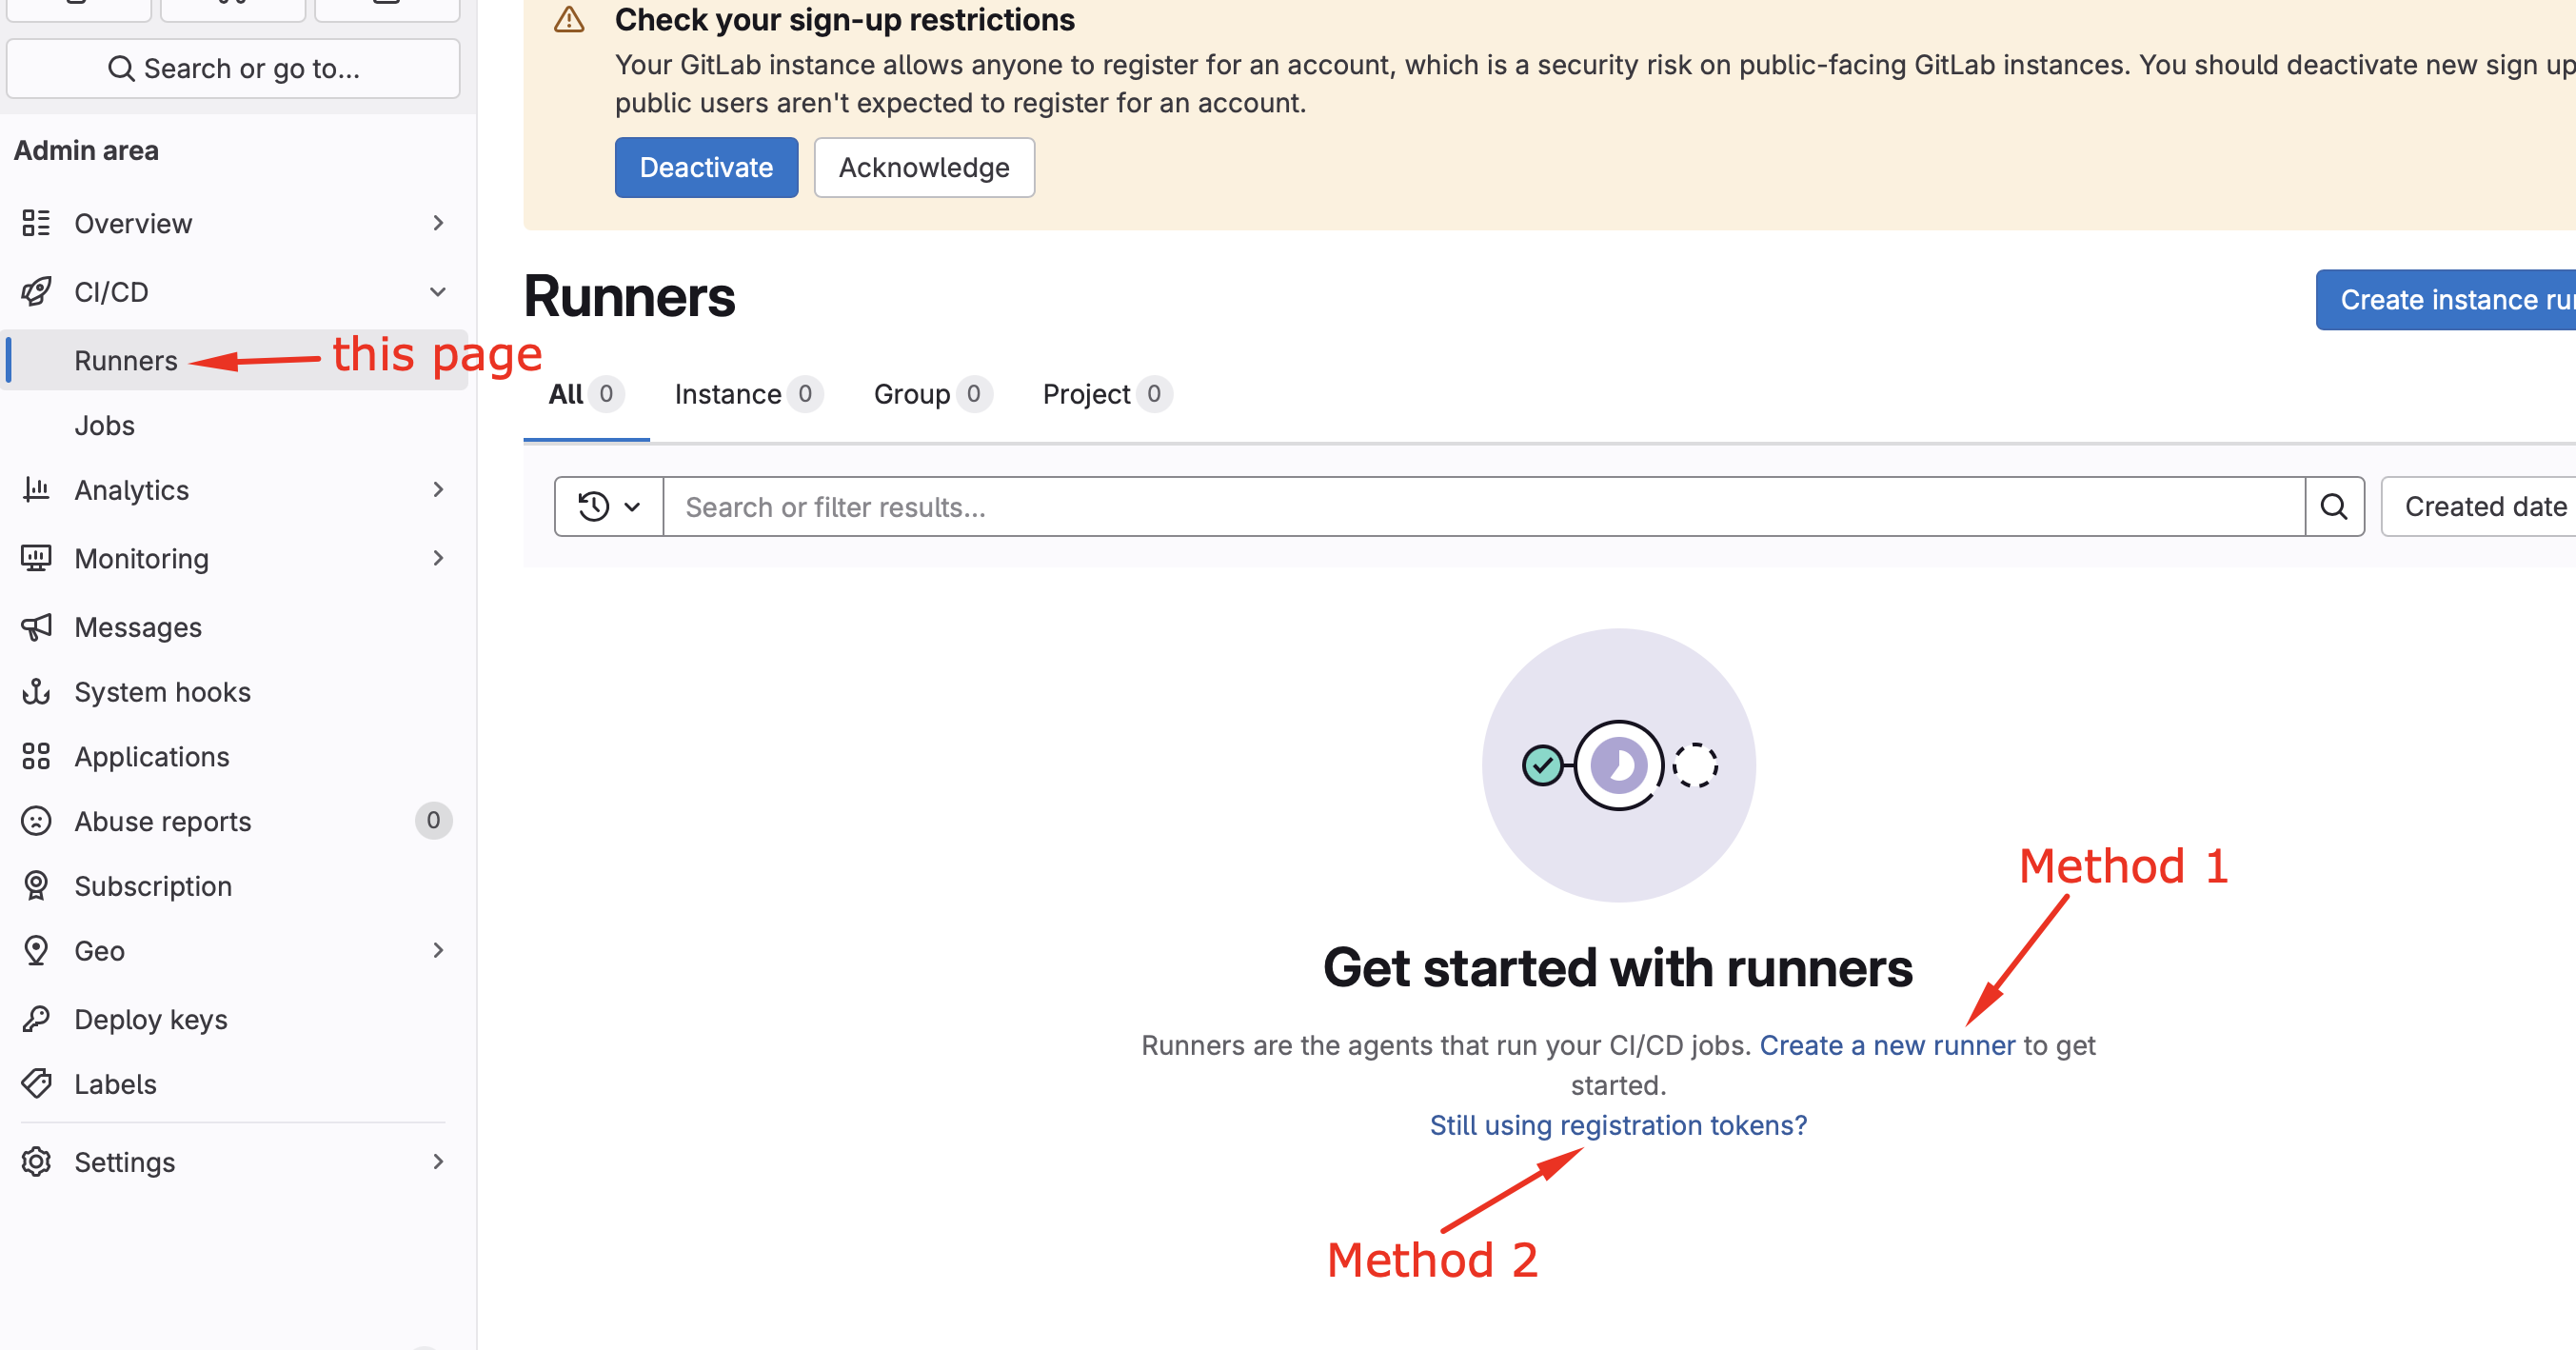 Search or go to...
Admin area
Overview
CI/CD
Runners
this page
Jobs
Analytics
Monitoring
Messages
System hooks
Applications
Abuse reports 0
Subscription
Geo
Deploy keys
Labels
Settings
Check your sign-up restrictions
Your GitLab instance allows anyone to register for an account, which is a security risk on public-facing GitLab instances. You should deactivate new sign up
public users aren't expected to register for an account.
Deactivate Acknowledge
Runners
Create instance
All 0 Instance 0 Group 0 Project 0
Search or filter results...
Created date
Method 1
Get started with runners
Runners are the agents that run your CI/CD jobs. Create a new runner to get
started.
Still using registration tokens?
Method 2